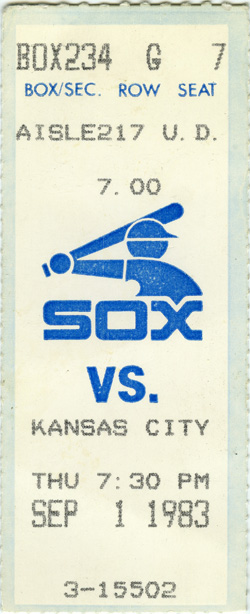 BOX234 G 7
BOX/SEC. ROW SEAT
AISLE217 U.D.
7.00
SOX
VS.
KANSAS CITY
THU 7:30 PM
SEP 1 1983
3-15502